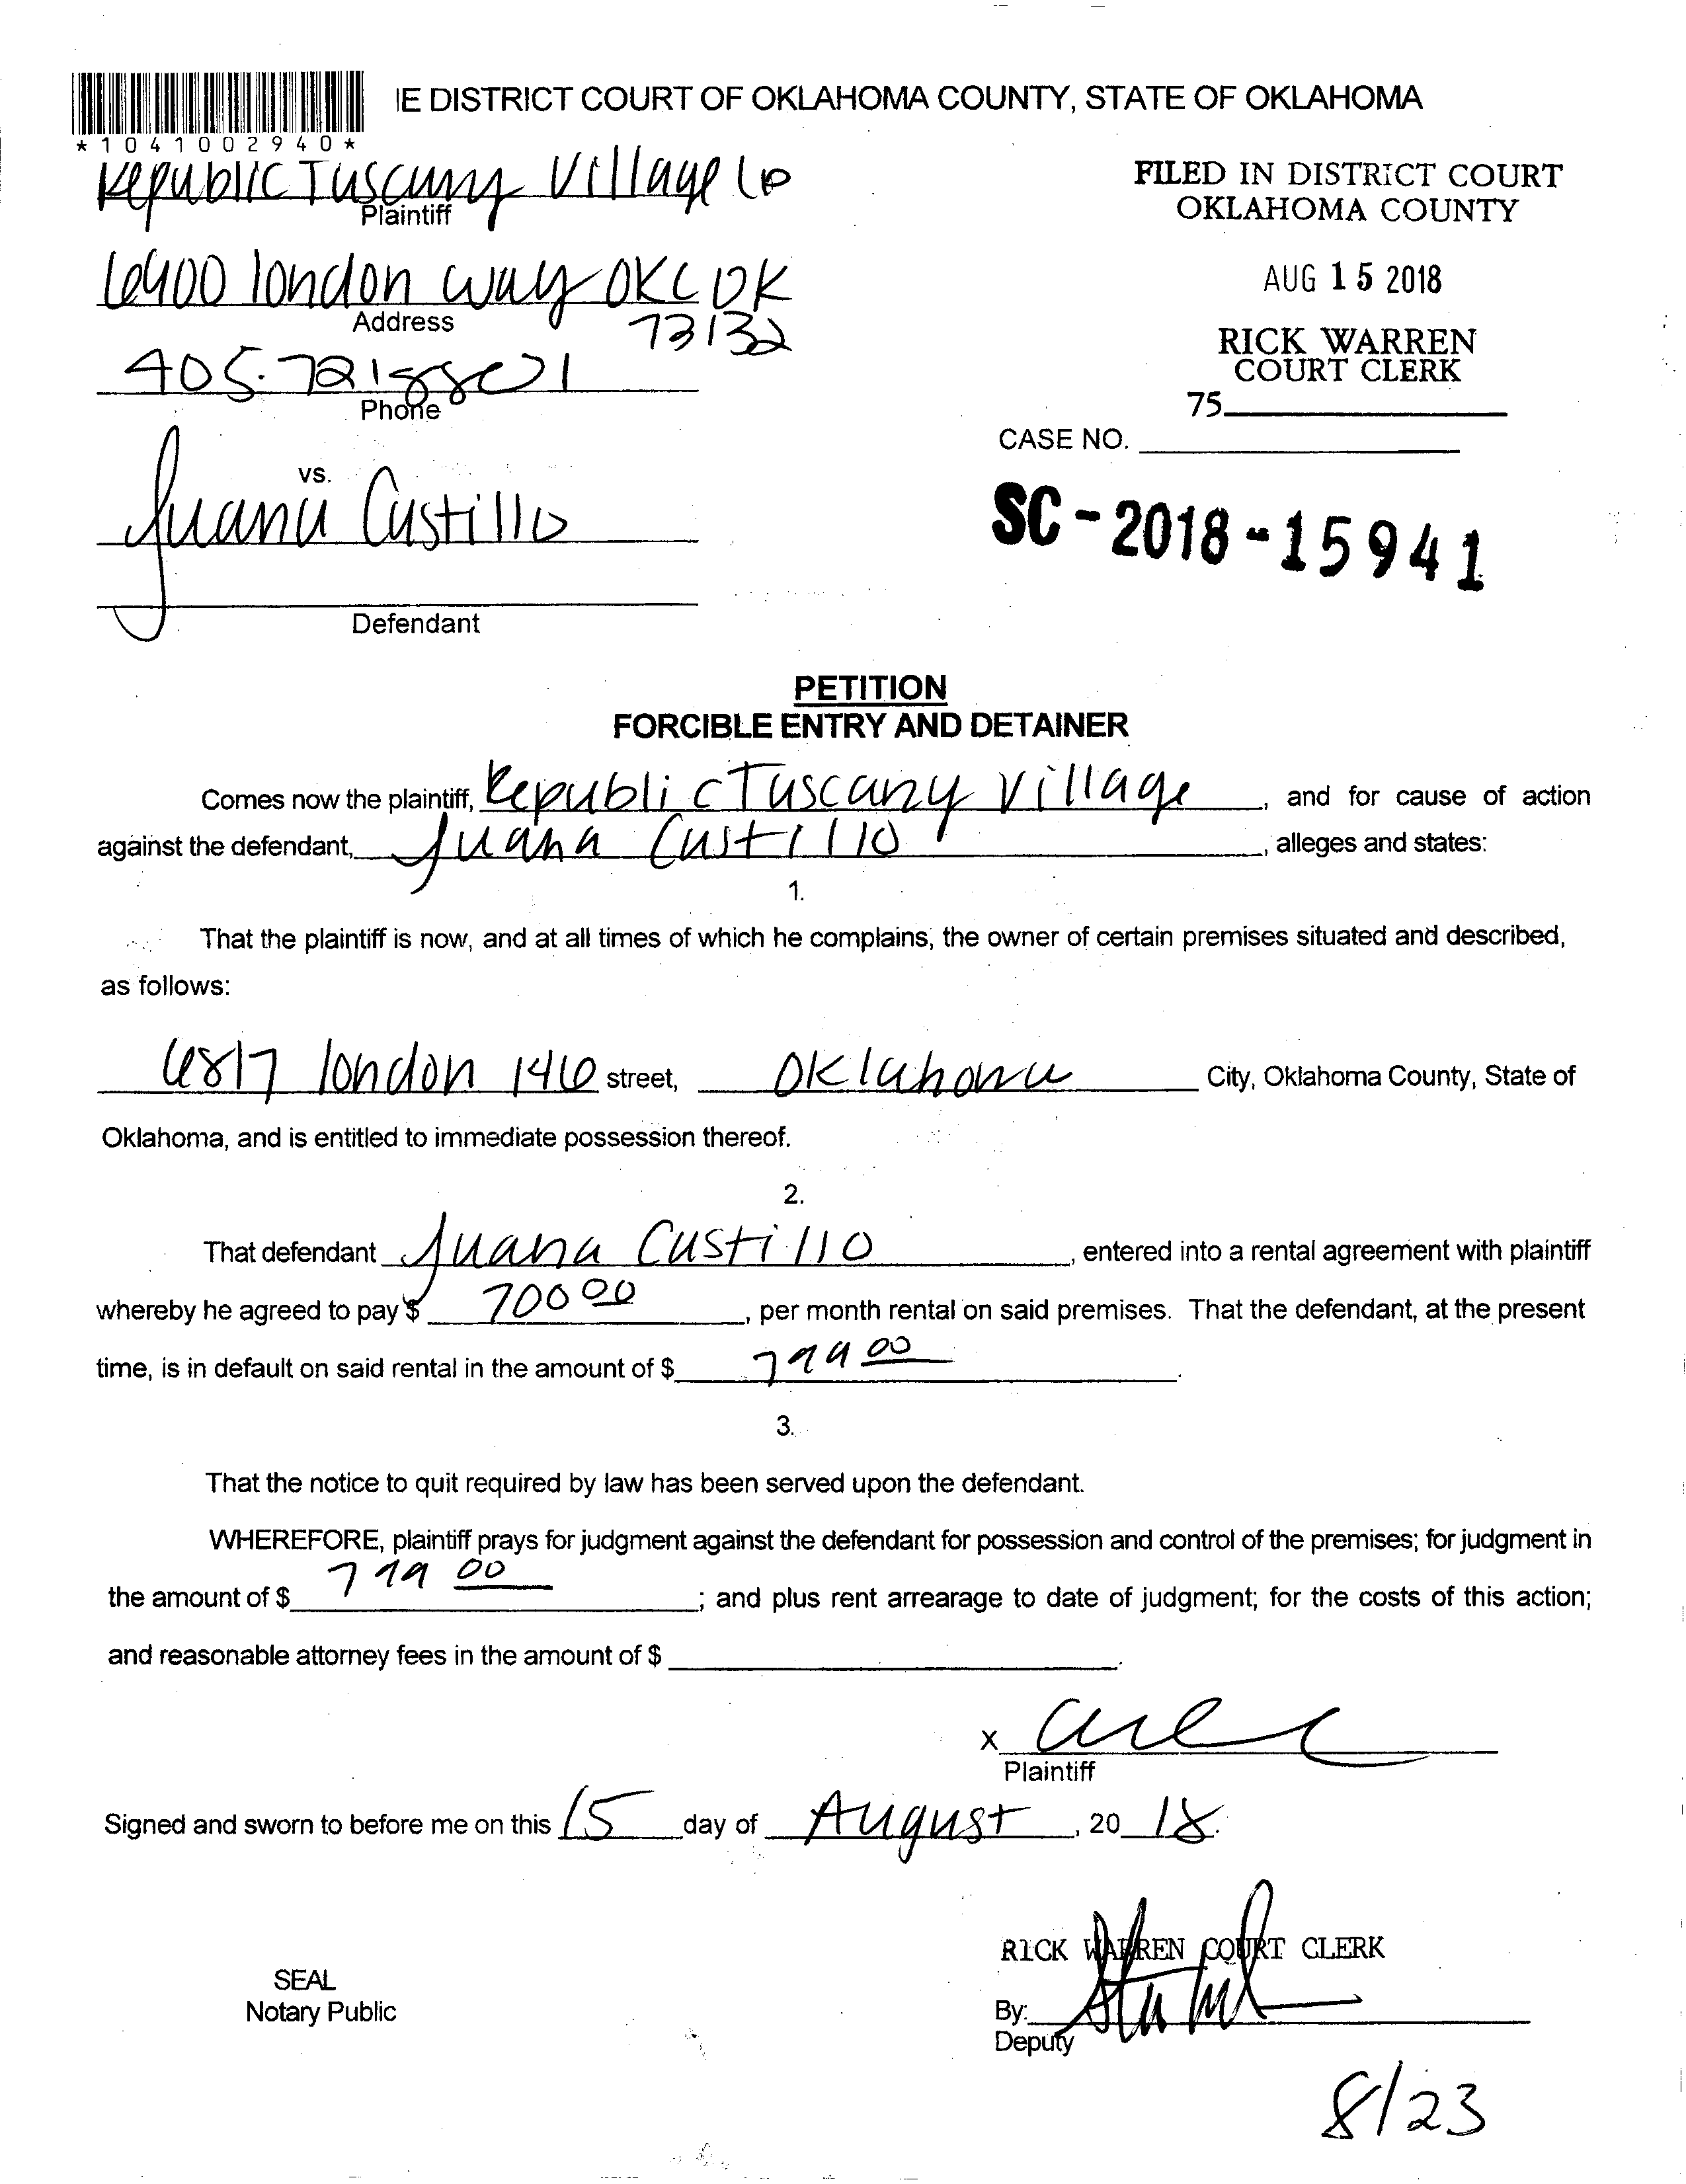 IE DISTRICT COURT OF OKLAHOMA COUNTY, STATE OF OKLAHOMA
*1041002940*
Republic Tuscany Village LP
Plaintiff
FILED IN DISTRICT COURT
OKLAHOMA COUNTY
6400 london way OKC OK
Address
73132
AUG 15 2018
RICK WARREN
COURT CLERK
Phone
75
CASE NO.
vs.
Juana Castillo
SC-2018-15941
Defendant
PETITION
FORCIBLE ENTRY AND DETAINER
Comes now the plaintiff, Republic Tuscany Village, and for cause of action
against the defendant, Juana Castillo, alleges and states:
1.
That the plaintiff is now, and at all times of which he complains, the owner of certain premises situated and described,
as follows:
6817 london 146 street, Oklahoma City, Oklahoma County, State of
Oklahoma, and is entitled to immediate possession thereof.
2.
That defendant Juana Castillo, entered into a rental agreement with plaintiff
whereby he agreed to pay $ 700 00, per month rental on said premises. That the defendant, at the present
time, is in default on said rental in the amount of $ 799 00.
3.
That the notice to quit required by law has been served upon the defendant.
WHEREFORE, plaintiff prays for judgment against the defendant for possession and control of the premises; for judgment in
the amount of $ 799 00; and plus rent arrearage to date of judgment; for the costs of this action;
and reasonable attorney fees in the amount of $ .
X
Plaintiff
Signed and sworn to before me on this 15 day of August, 20 18.
RICK WARREN COURT CLERK
SEAL
Notary Public
By:
Deputy
8/23